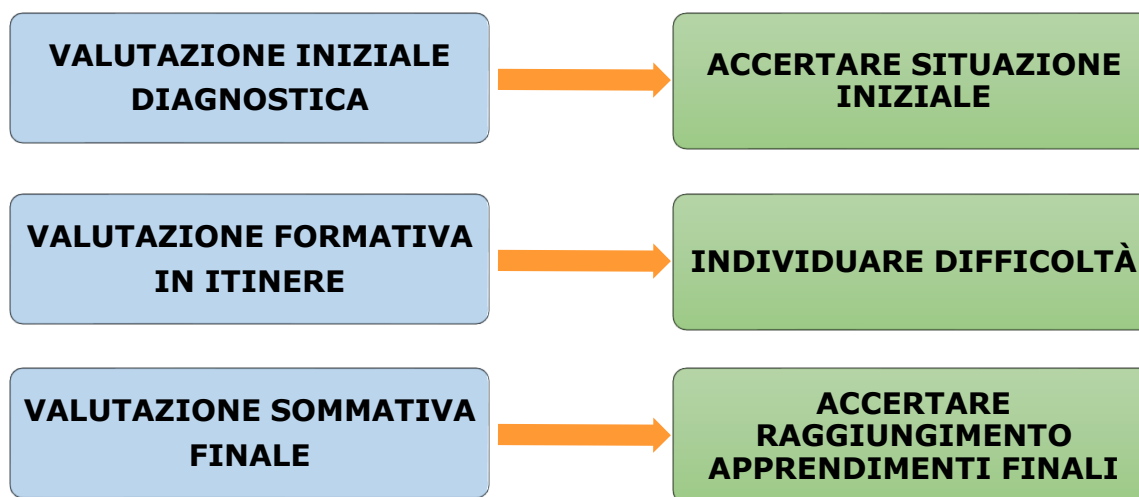 VALUTAZIONE INIZIALE
DIAGNOSTICA
ACCERTARE SITUAZIONE
INIZIALE
VALUTAZIONE FORMATIVA
IN ITINERE
INDIVIDUARE DIFFICOLTÀ
VALUTAZIONE SOMMATIVA
FINALE
ACCERTARE
RAGGIUNGIMENTO
APPRENDIMENTI FINALI